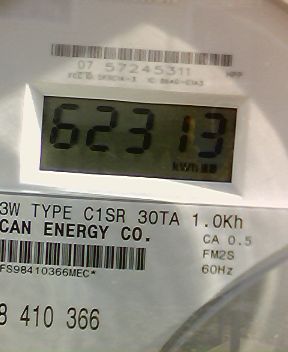 07 57245311
62313
kWh
3W TYPE C1SR 30TA 1.0Kh
CAN ENERGY CO.
CA 0.5
FM2S
60Hz
FS98410366MEC*
8 410 366